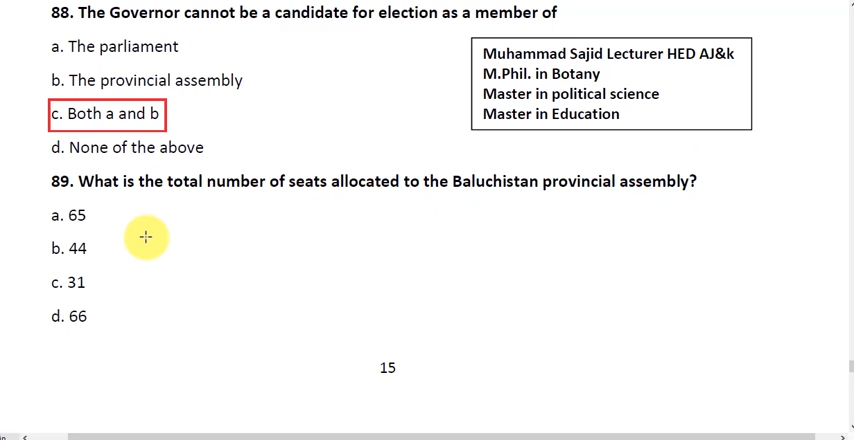 88. The Governor cannot be a candidate for election as a member of
a. The parliament
b. The provincial assembly
c. Both a and b
d. None of the above
Muhammad Sajid Lecturer HED AJ&k
M.Phil. in Botany
Master in political science
Master in Education
89. What is the total number of seats allocated to the Baluchistan provincial assembly?
a. 65
b. 44
c. 31
d. 66
15